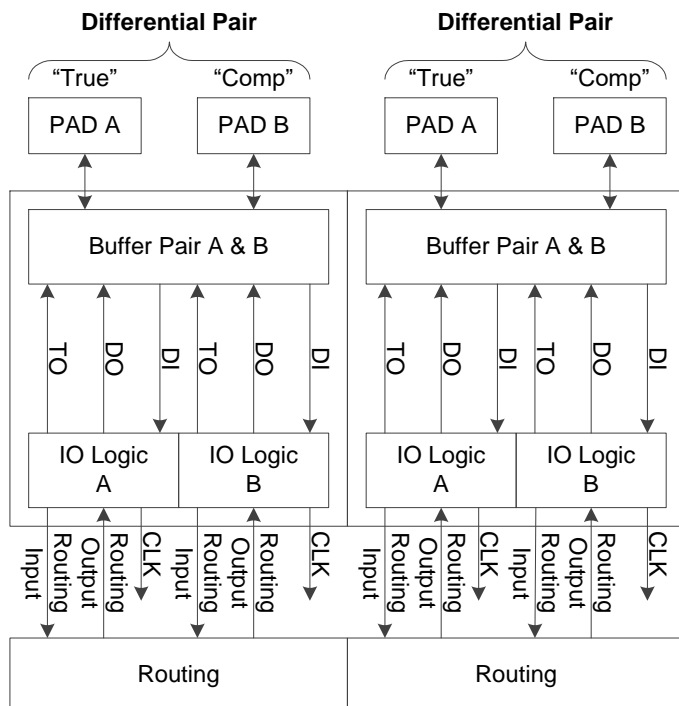 Differential Pair Differential Pair
“True” “Comp” “True” “Comp”
PAD A PAD B PAD A PAD B
Buffer Pair A & B Buffer Pair A & B
TO DO DI TO DO DI TO DO DI TO DO DI
IO Logic A IO Logic B IO Logic A IO Logic B
Routing Input Routing Output CLK Routing Input Routing Output CLK Routing Input Routing Output CLK Routing Input Routing Output CLK
Routing Routing